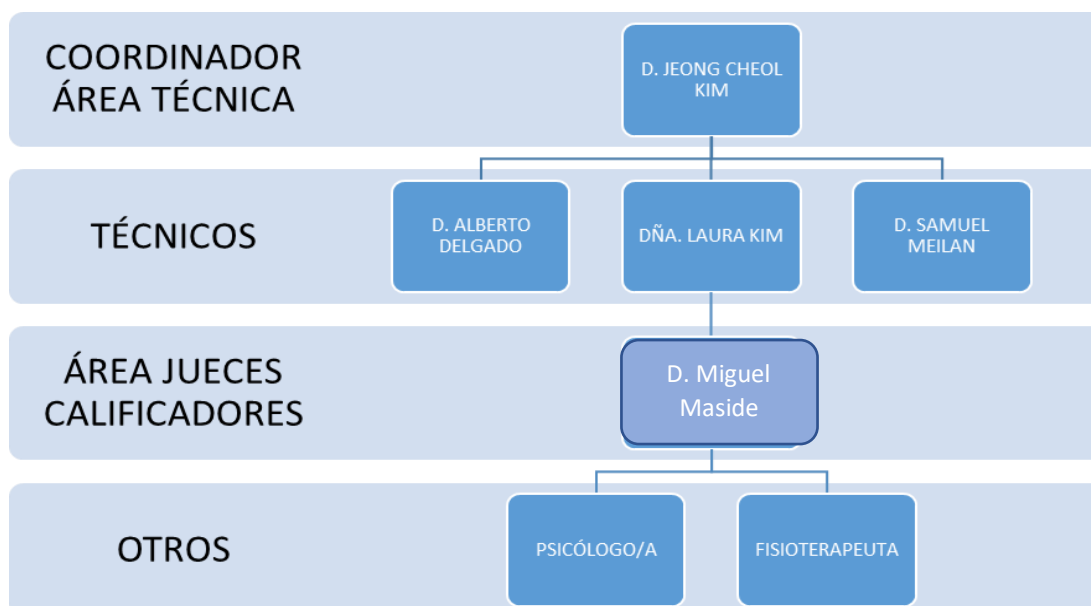 COORDINADOR
ÁREA TÉCNICA
D. JEONG CHEOL
KIM
TÉCNICOS
D. ALBERTO
DELGADO
DÑA. LAURA KIM
D. SAMUEL
MEILAN
ÁREA JUECES
CALIFICADORES
D. Miguel
Maside
OTROS
PSICÓLOGO/A
FISIOTERAPEUTA